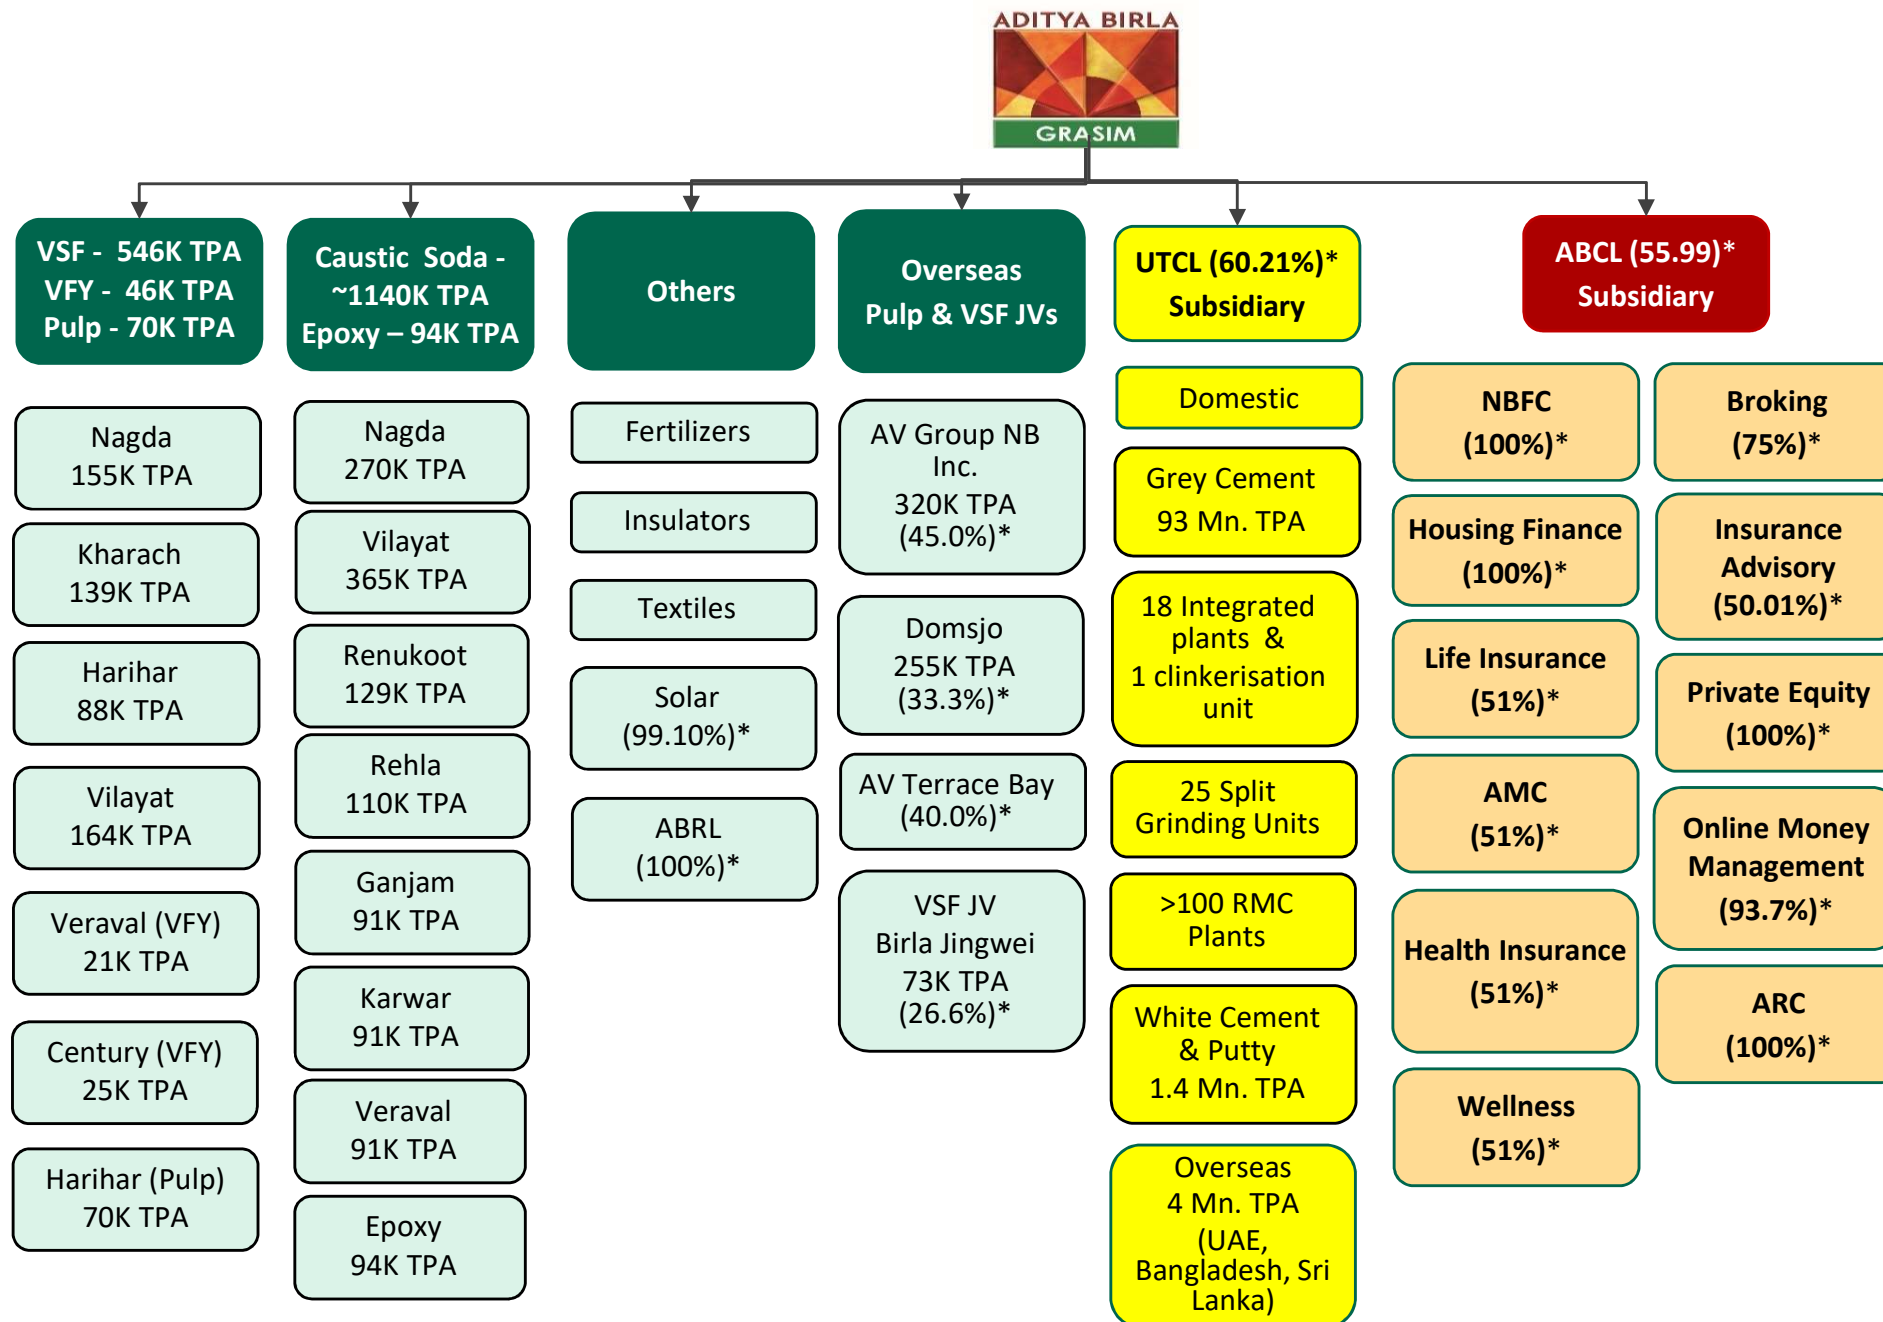 ADITYA BIRLA
GRASIM
VSF - 546K TPA
VFY - 46K TPA
Pulp - 70K TPA
Nagda
155K TPA
Kharach
139K TPA
Harihar
88K TPA
Vilayat
164K TPA
Veraval (VFY)
21K TPA
Century (VFY)
25K TPA
Harihar (Pulp)
70K TPA
Caustic Soda -
~1140K TPA
Epoxy – 94K TPA
Nagda
270K TPA
Vilayat
365K TPA
Renukoot
129K TPA
Rehla
110K TPA
Ganjam
91K TPA
Karwar
91K TPA
Veraval
91K TPA
Epoxy
94K TPA
Others
Fertilizers
Insulators
Textiles
Solar
(99.10%)*
ABRL
(100%)*
Overseas
Pulp & VSF JVs
AV Group NB
Inc.
320K TPA
(45.0%)*
Domsjo
255K TPA
(33.3%)*
AV Terrace Bay
(40.0%)*
VSF JV
Birla Jingwei
73K TPA
(26.6%)*
UTCL (60.21%)*
Subsidiary
Domestic
Grey Cement
93 Mn. TPA
18 Integrated
plants &
1 clinkerisation
unit
25 Split
Grinding Units
>100 RMC
Plants
White Cement
& Putty
1.4 Mn. TPA
Overseas
4 Mn. TPA
(UAE,
Bangladesh, Sri
Lanka)
ABCL (55.99)*
Subsidiary
NBFC
(100%)*
Housing Finance
(100%)*
Life Insurance
(51%)*
AMC
(51%)*
Health Insurance
(51%)*
Wellness
(51%)*
Broking
(75%)*
Insurance
Advisory
(50.01%)*
Private Equity
(100%)*
Online Money
Management
(93.7%)*
ARC
(100%)*